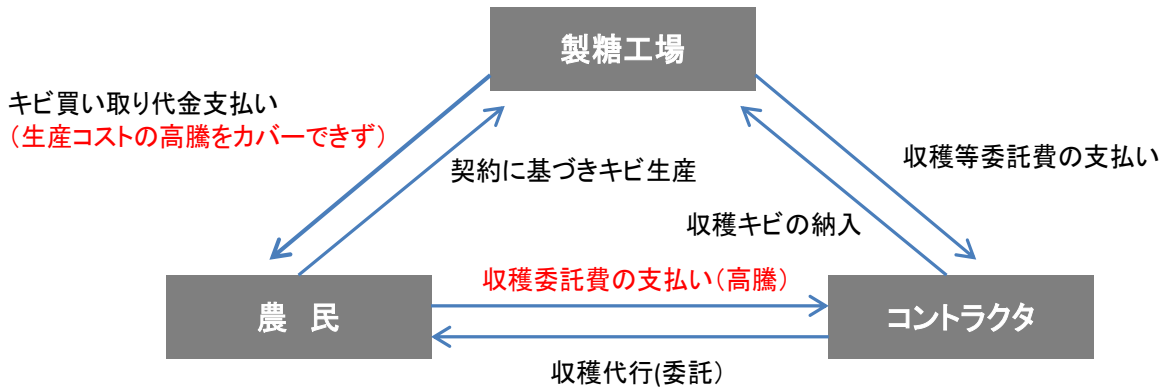 製糖工場
キビ買い取り代金支払い
（生産コストの高騰をカバーできず）
契約に基づきキビ生産
収穫等委託費の支払い
収穫キビの納入
収穫委託費の支払い（高騰）
農　民
コントラクタ
収穫代行(委託）